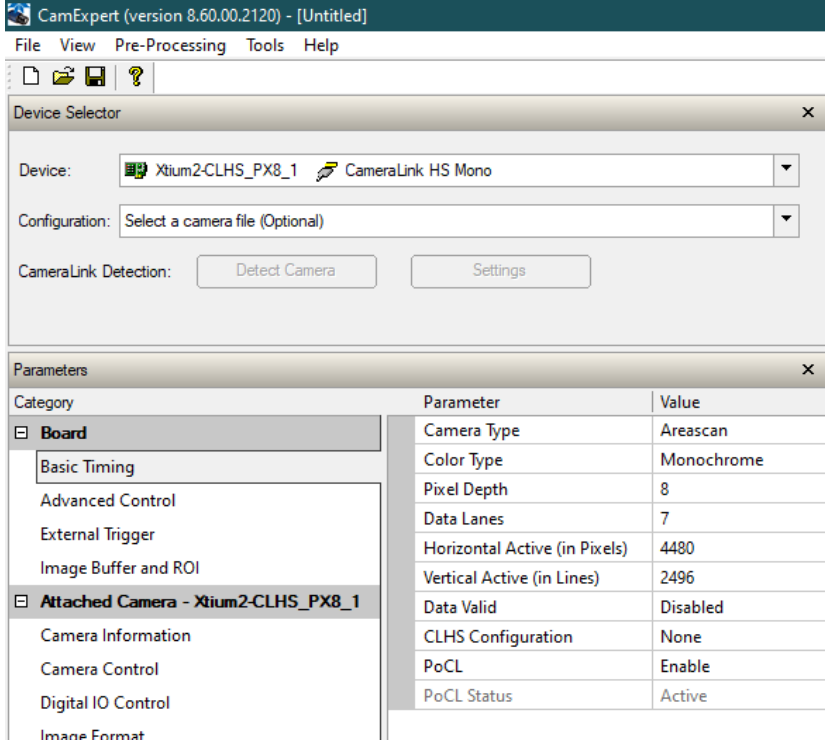 CamExpert (version 8.60.00.2120) - [Untitled]
File View Pre-Processing Tools Help
Device Selector
Device: Xtium2-CLHS_PX8_1 CameraLink HS Mono
Configuration: Select a camera file (Optional)
CameraLink Detection: Detect Camera Settings
Parameters
Category Parameter Value
Board Camera Type Areascan
Basic Timing Color Type Monochrome
Pixel Depth 8
Advanced Control Data Lanes 7
External Trigger Horizontal Active (in Pixels) 4480
Image Buffer and ROI Vertical Active (in Lines) 2496
Attached Camera - Xtium2-CLHS_PX8_1 Data Valid Disabled
Camera Information CLHS Configuration None
Camera Control PoCL Enable
Digital IO Control PoCL Status Active
Image Format